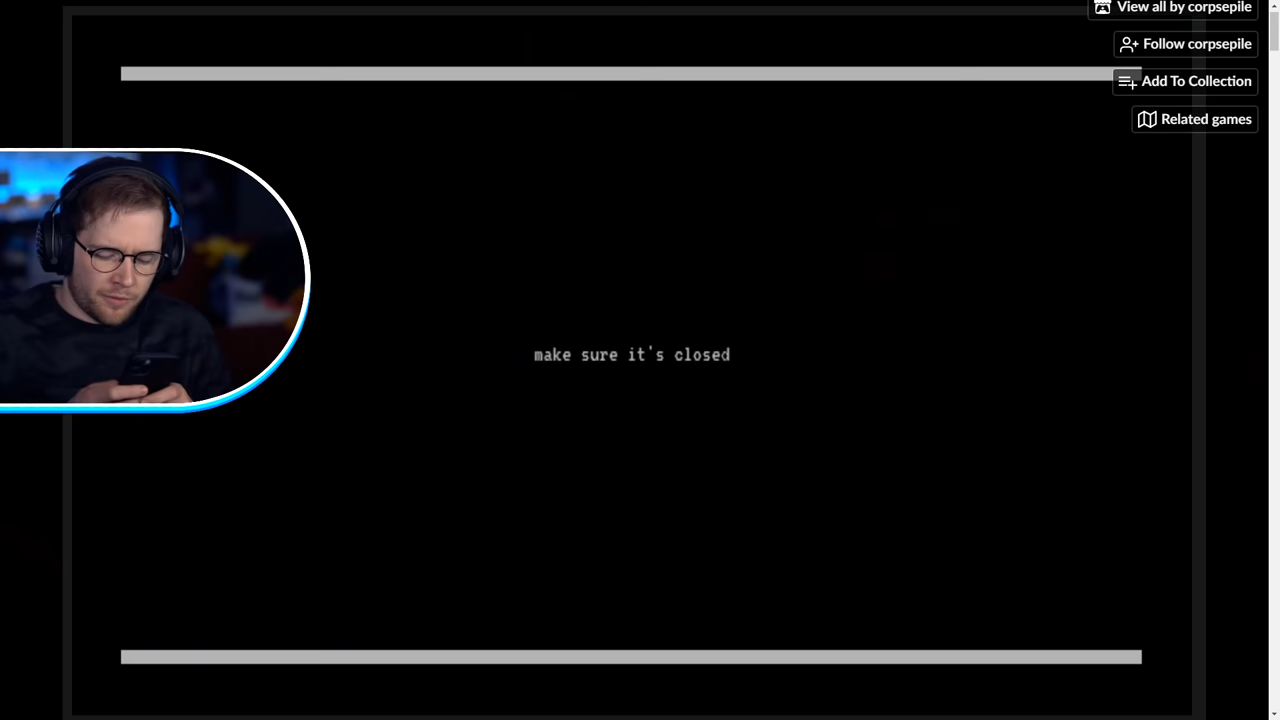 View all by corpsepile
Follow corpsepile
Add To Collection
Related games
make sure it's closed